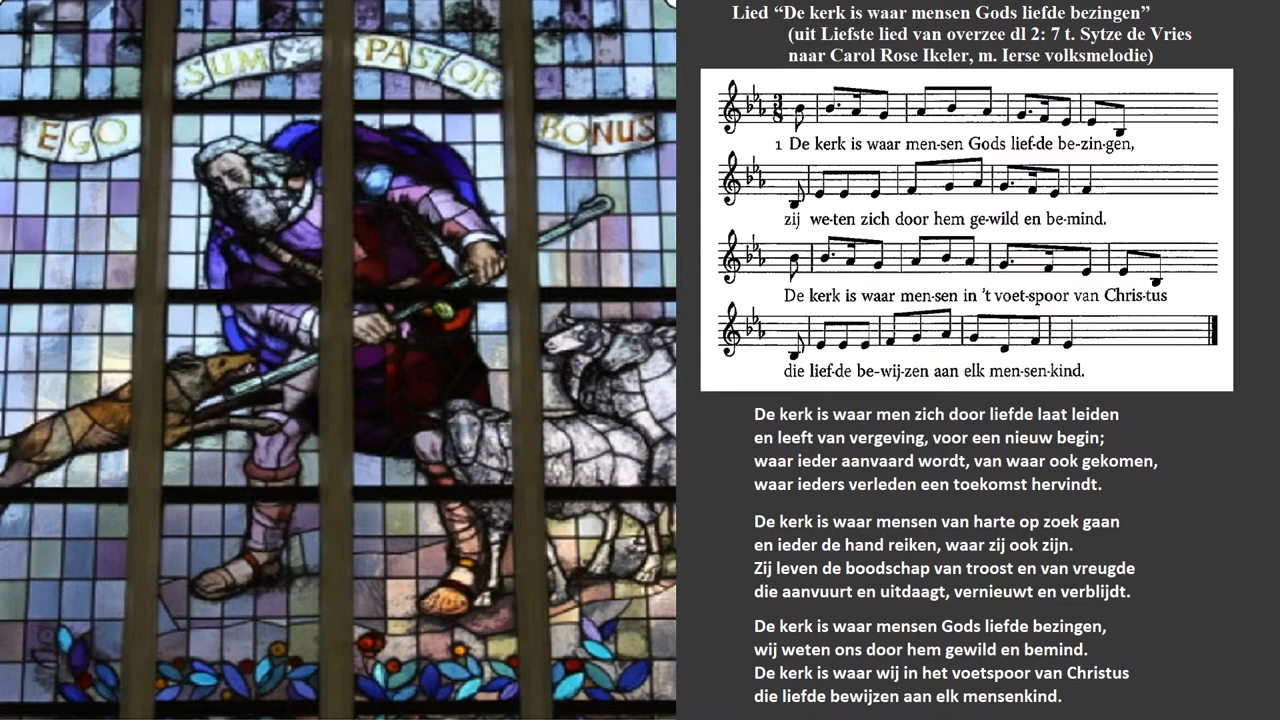 EGO
SUM
PASTOR
BONUS
Lied “De kerk is waar mensen Gods liefde bezingen”
(uit Liefste lied van overzee dl 2: 7 t. Sytze de Vries
naar Carol Rose Ikeler, m. Ierse volksmelodie)
1 De kerk is waar men-sen Gods lief-de be-zin-gen,
zij we-ten zich door hem ge-wild en be-mind.
De kerk is waar men-sen in 't voet-spoor van Chris-tus
die lief-de be-wij-zen aan elk men-sen-kind.
De kerk is waar men zich door liefde laat leiden
en leeft van vergeving, voor een nieuw begin;
waar ieder aanvaard wordt, van waar ook gekomen,
waar ieders verleden een toekomst hervindt.
De kerk is waar mensen van harte op zoek gaan
en ieder de hand reiken, waar zij ook zijn.
Zij leven de boodschap van troost en van vreugde
die aanvuurt en uitdaagt, vernieuwt en verblijdt.
De kerk is waar mensen Gods liefde bezingen,
wij weten ons door hem gewild en bemind.
De kerk is waar wij in het voetspoor van Christus
die liefde bewijzen aan elk mensenkind.